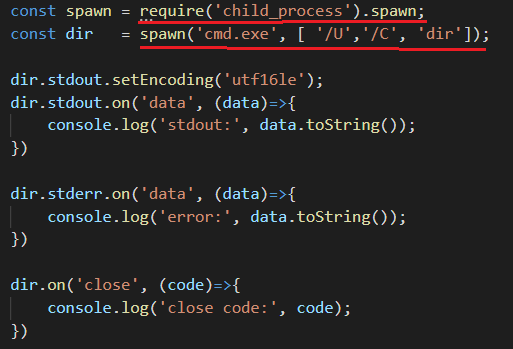 const spawn = require('child_process').spawn;
const dir   = spawn('cmd.exe', [ '/U','/C', 'dir']);
dir.stdout.setEncoding('utf16le');
dir.stdout.on('data', (data)=>{
    console.log('stdout:', data.toString());
})
dir.stderr.on('data', (data)=>{
    console.log('error:', data.toString());
})
dir.on('close', (code)=>{
    console.log('close code:', code);
})